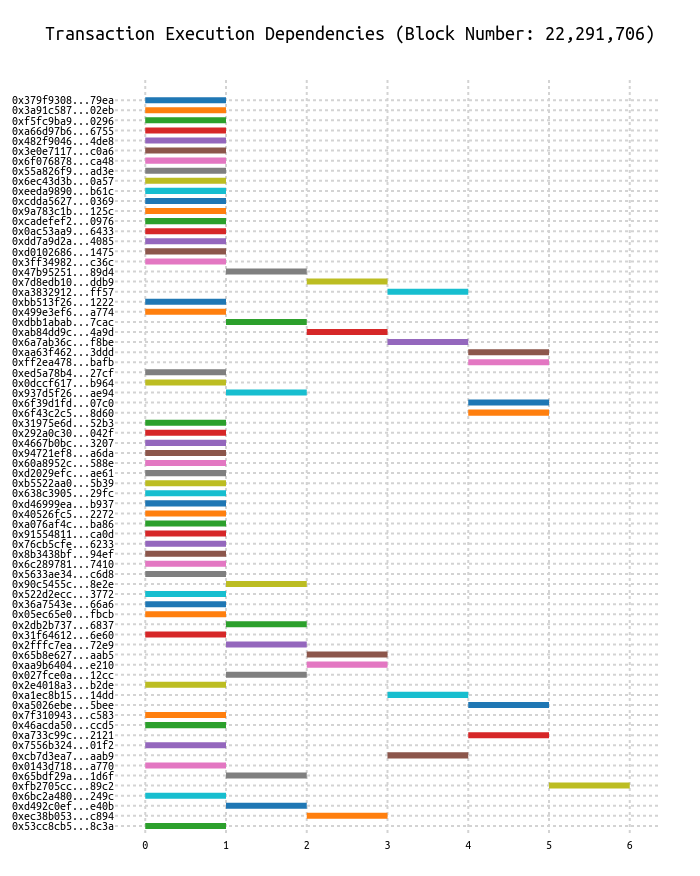 Transaction Execution Dependencies (Block Number: 22,291,706)
0x379f9308...79ea
0x3a91c587...02eb
0xf5fc9ba9...0296
0xa66d97b6...6755
0x482f9046...4de8
0x3e0e7117...c0a6
0x6f076878...ca48
0x55a826f9...ad3e
0x6ec43d3b...0a57
0xeeda9890...b61c
0xcdda5627...0369
0x9a783c1b...125c
0xcadefef2...0976
0x0ac53aa9...6433
0xdd7a9d2a...4085
0xd0102686...1475
0x3ff34982...c36c
0x47b95251...89d4
0x7d8edb10...ddb9
0xa3832912...ff57
0xbb513f26...1222
0x499e3ef6...a774
0xdbb1abab...7cac
0xab84dd9c...4a9d
0x6a7ab36c...f8be
0xaa63f462...3ddd
0xff2ea478...bafb
0xed5a78b4...27cf
0x0dccf617...b964
0x937d5f26...ae94
0x6f39d1fd...07c0
0x6f43c2c5...8d60
0x31975e6d...52b3
0x292a0c30...042f
0x4667b0bc...3207
0x94721ef8...a6da
0x60a8952c...588e
0xd2029efc...ae61
0xb5522aa0...5b39
0x638c3905...29fc
0xd46999ea...b937
0x40526fc5...2272
0xa076af4c...ba86
0x91554811...ca0d
0x76cb5cfe...6233
0x8b3438bf...94ef
0x6c289781...7410
0x5633ae34...c6d8
0x90c5455c...8e2e
0x522d2ecc...3772
0x36a7543e...66a6
0x05ec65e0...fbcb
0x2db2b737...6837
0x31f64612...6e60
0x2fffc7ea...72e9
0x65b8e627...aab5
0xaa9b6404...e210
0x027fce0a...12cc
0x2e4018a3...b2de
0xa1ec8b15...14dd
0xa5026ebe...5bee
0x7f310943...c583
0x46acda50...ccd5
0xa733c99c...2121
0x7556b324...01f2
0xcb7d3ea7...aab9
0x0143d718...a770
0x65bdf29a...1d6f
0xfb2705cc...89c2
0x6bc2a480...249c
0xd492c0ef...e40b
0xec38b053...c894
0x53cc8cb5...8c3a
0 1 2 3 4 5 6